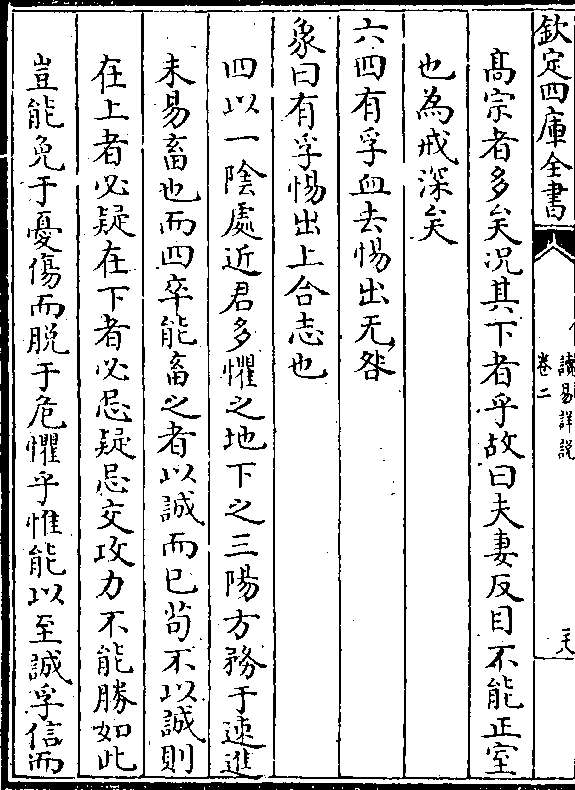 欽定四庫全書
讀易詳說
卷二
高宗者多矣况其下者乎故曰夫妻反目不能正室
也為戒深矣
六四有孚血去惕出无咎
象曰有孚惕出上合志也
四以一陰處近君多懼之地下之三陽方務于速進
未易畜也而四卒能畜之者以誠而已茍不以誠則
在上者必疑在下者必忌疑忌交攻力不能勝如此
豈能免于憂傷而脱于危懼乎惟能以至誠孚信而